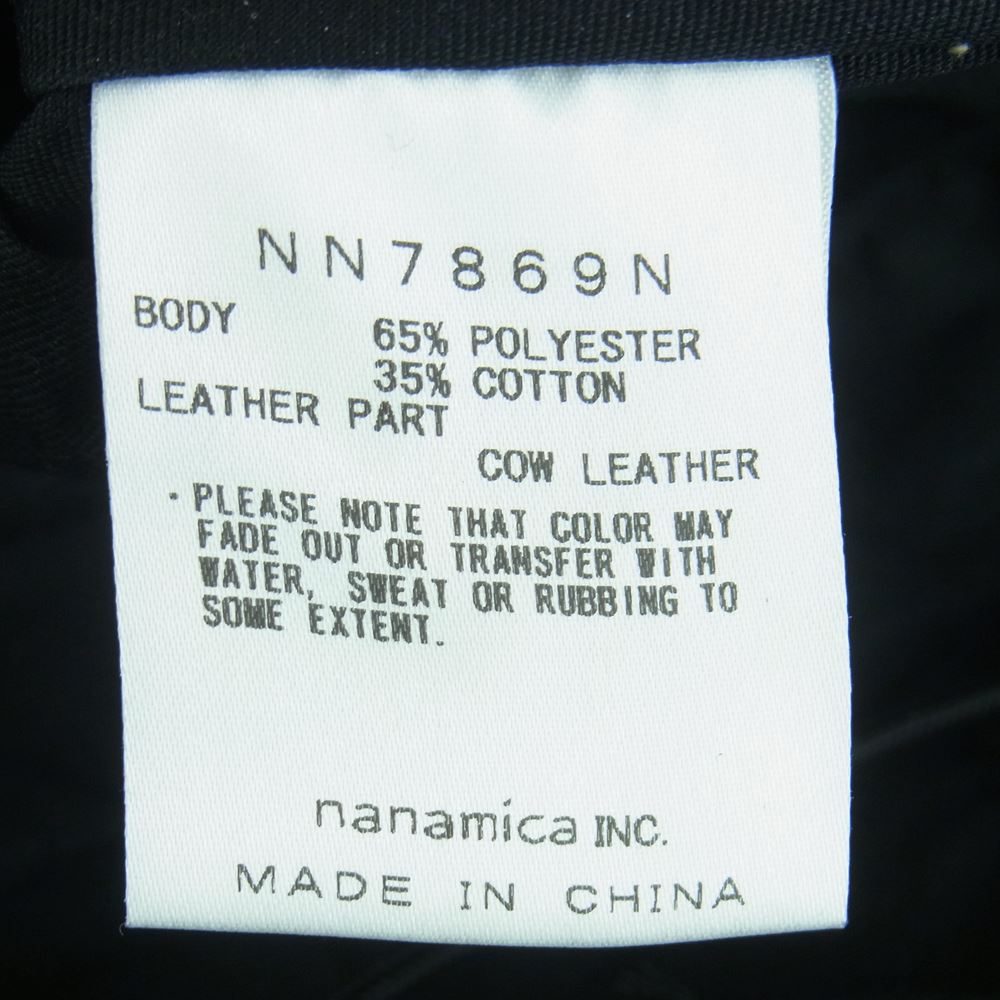 NN7869N
BODY
65% POLYESTER
35% COTTON
LEATHER PART
COW LEATHER
・PLEASE NOTE THAT COLOR MAY
FADE OUT OR TRANSFER WITH
WATER, SWEAT OR RUBBING TO
SOME EXTENT.
nanamica INC.
MADE IN CHINA